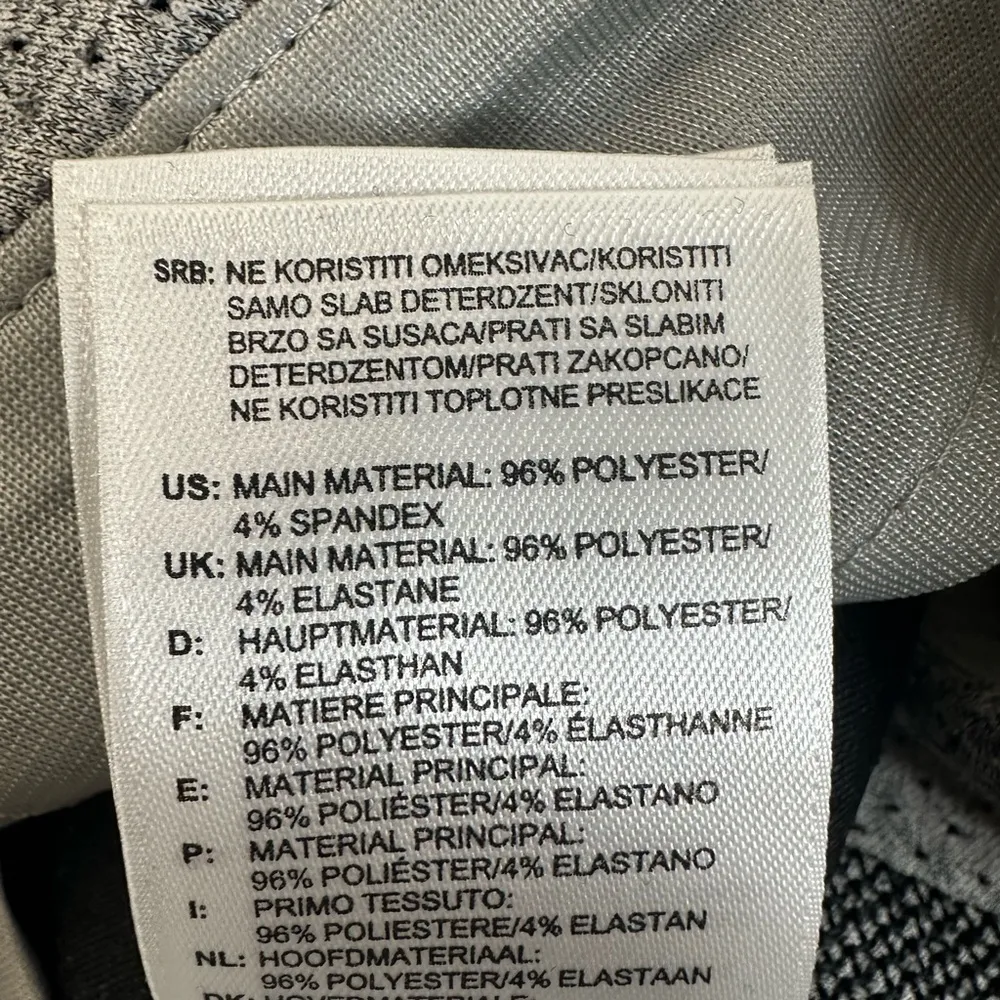 SRB: NE KORISTITI OMEKSIVAC/KORISTITI
SAMO SLAB DETERDZENT/SKLONITI
BRZO SA SUSACA/PRATI SA SLABIM
DETERDZENTOM/PRATI ZAKOPCANO/
NE KORISTITI TOPLOTNE PRESLIKACE
US: MAIN MATERIAL: 96% POLYESTER/
4% SPANDEX
UK: MAIN MATERIAL: 96% POLYESTER/
4% ELASTANE
D: HAUPTMATERIAL: 96% POLYESTER/
4% ELASTHAN
F: MATIERE PRINCIPALE:
96% POLYESTER/4% ÉLASTHANNE
E: MATERIAL PRINCIPAL:
96% POLIÉSTER/4% ELASTANO
P: MATERIAL PRINCIPAL:
96% POLIÉSTER/4% ELASTANO
I: PRIMO TESSUTO:
96% POLIESTERE/4% ELASTAN
NL: HOOFDMATERIAAL:
96% POLYESTER/4% ELASTAAN
DK: HOVEDMATERIALE: